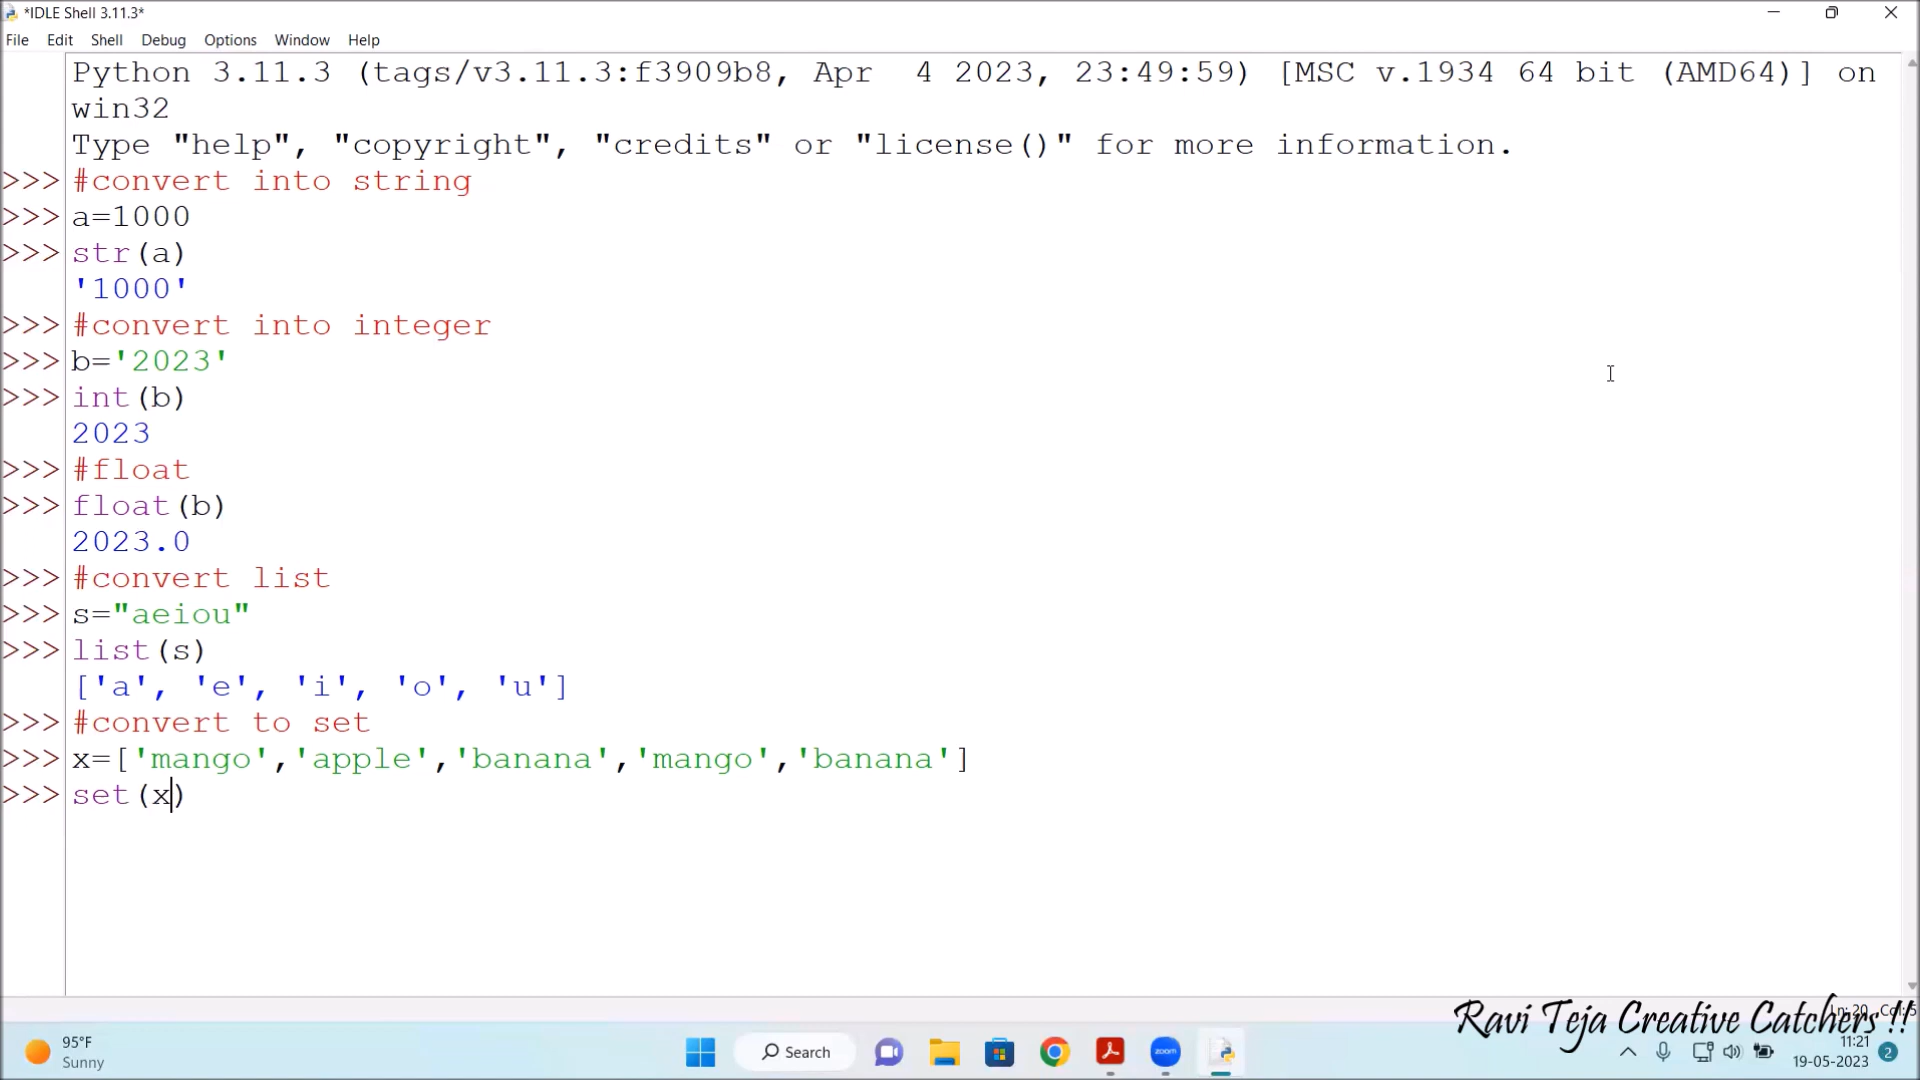 *IDLE Shell 3.11.3*
File Edit Shell Debug Options Window Help
Python 3.11.3 (tags/v3.11.3:f3909b8, Apr  4 2023, 23:49:59) [MSC v.1934 64 bit (AMD64)] on
win32
Type "help", "copyright", "credits" or "license()" for more information.
>>> #convert into string
>>> a=1000
>>> str(a)
'1000'
>>> #convert into integer
>>> b='2023'
>>> int(b)
2023
>>> #float
>>> float(b)
2023.0
>>> #convert list
>>> s="aeiou"
>>> list(s)
['a', 'e', 'i', 'o', 'u']
>>> #convert to set
>>> x=['mango','apple','banana','mango','banana']
>>> set(x)
Ravi Teja Creative Catchers !!
95°F
Sunny
Search
zoom
11:21
19-05-2023
2